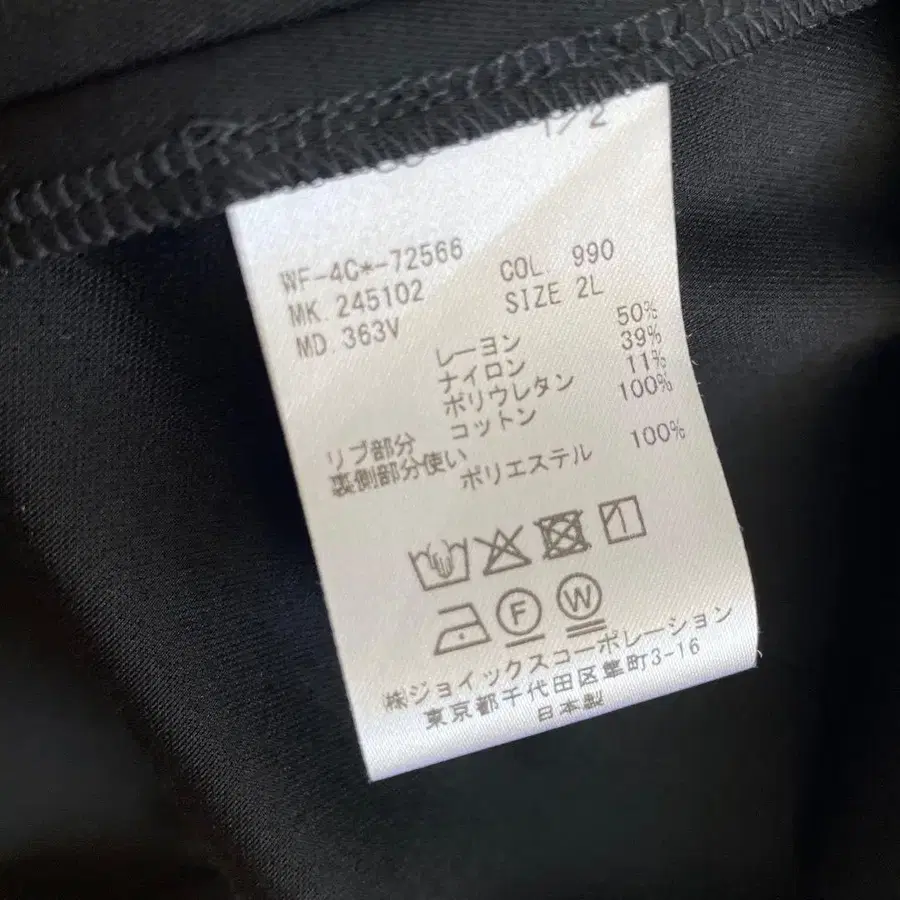 1/2
WF-4C*-72566 COL. 990
MK. 245102 SIZE 2L
MD. 363V
レーヨン 50%
ナイロン 39%
ポリウレタン 11%
リブ部分 コットン 100%
裏側部分使い
ポリエステル 100%
F W
㈱ジョイックスコーポレーション
東京都千代田区隼町3-16
日本製